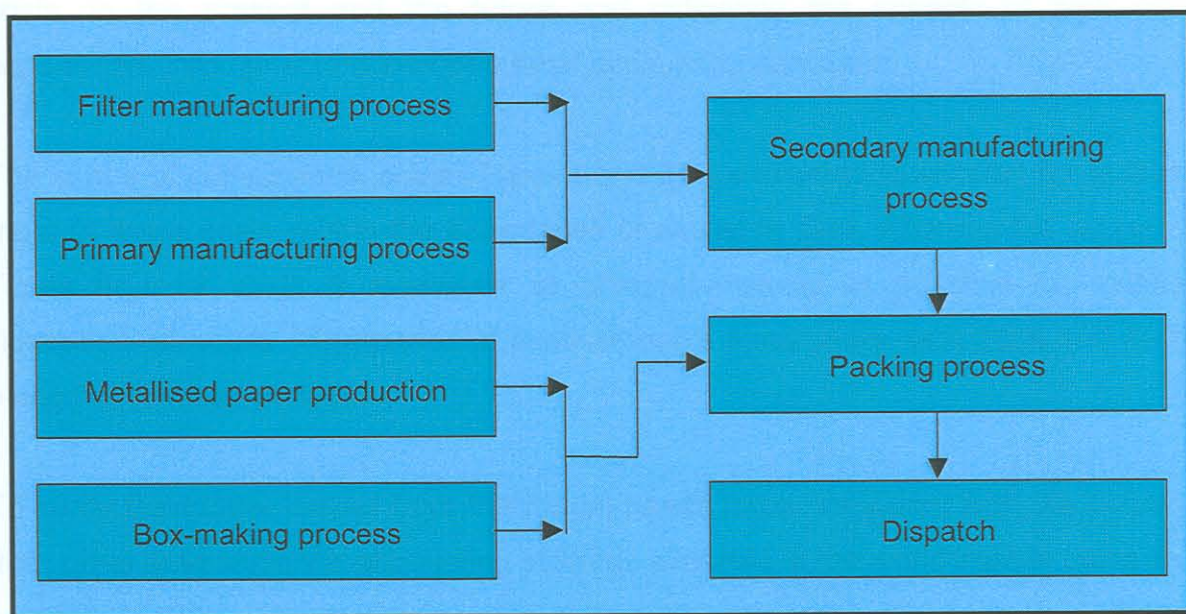 Filter manufacturing process
Primary manufacturing process
Metallised paper production
Box-making process
Secondary manufacturing
process
Packing process
Dispatch